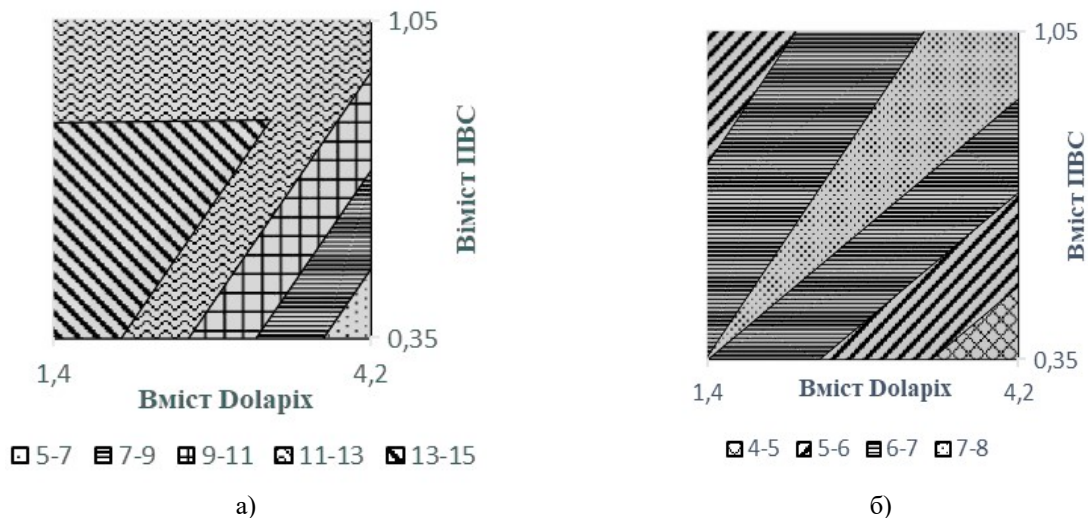 1,05
Віміст ПВС
0,35
1,4
4,2
Вміст Dolapix
5-7 7-9 9-11 11-13 13-15
а)
1,05
Вміст ПВС
0,35
1,4
Вміст Dolapix
4,2
4-5 5-6 6-7 7-8
б)